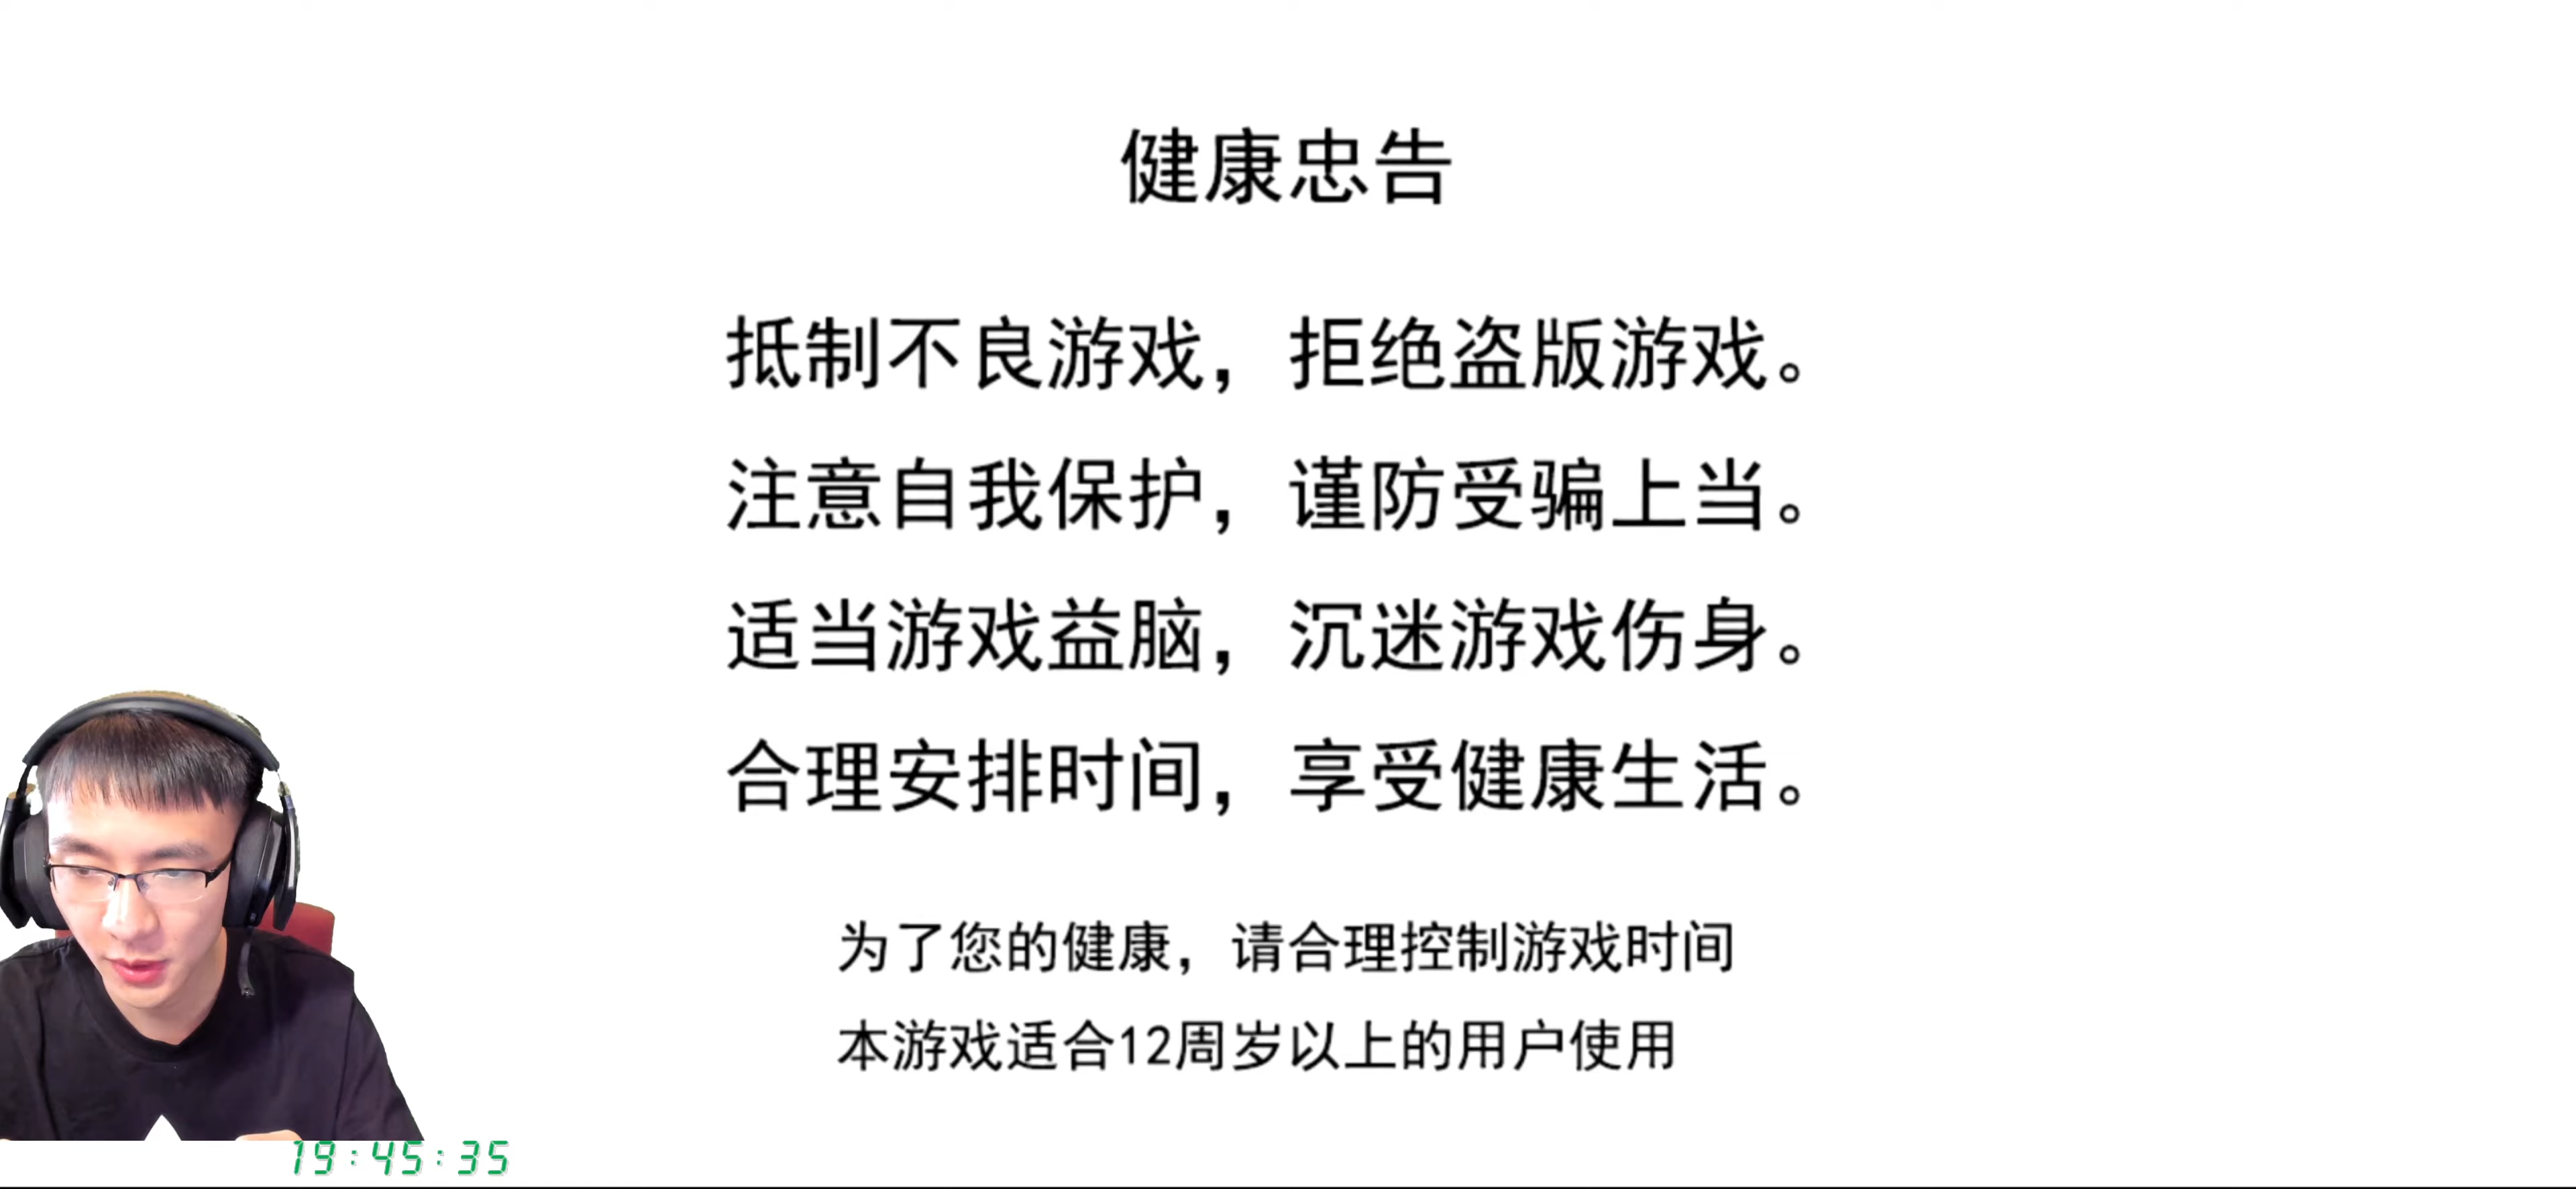 健康忠告
抵制不良游戏，拒绝盗版游戏。
注意自我保护，谨防受骗上当。
适当游戏益脑，沉迷游戏伤身。
合理安排时间，享受健康生活。
为了您的健康，请合理控制游戏时间
本游戏适合12周岁以上的用户使用
19:45:35